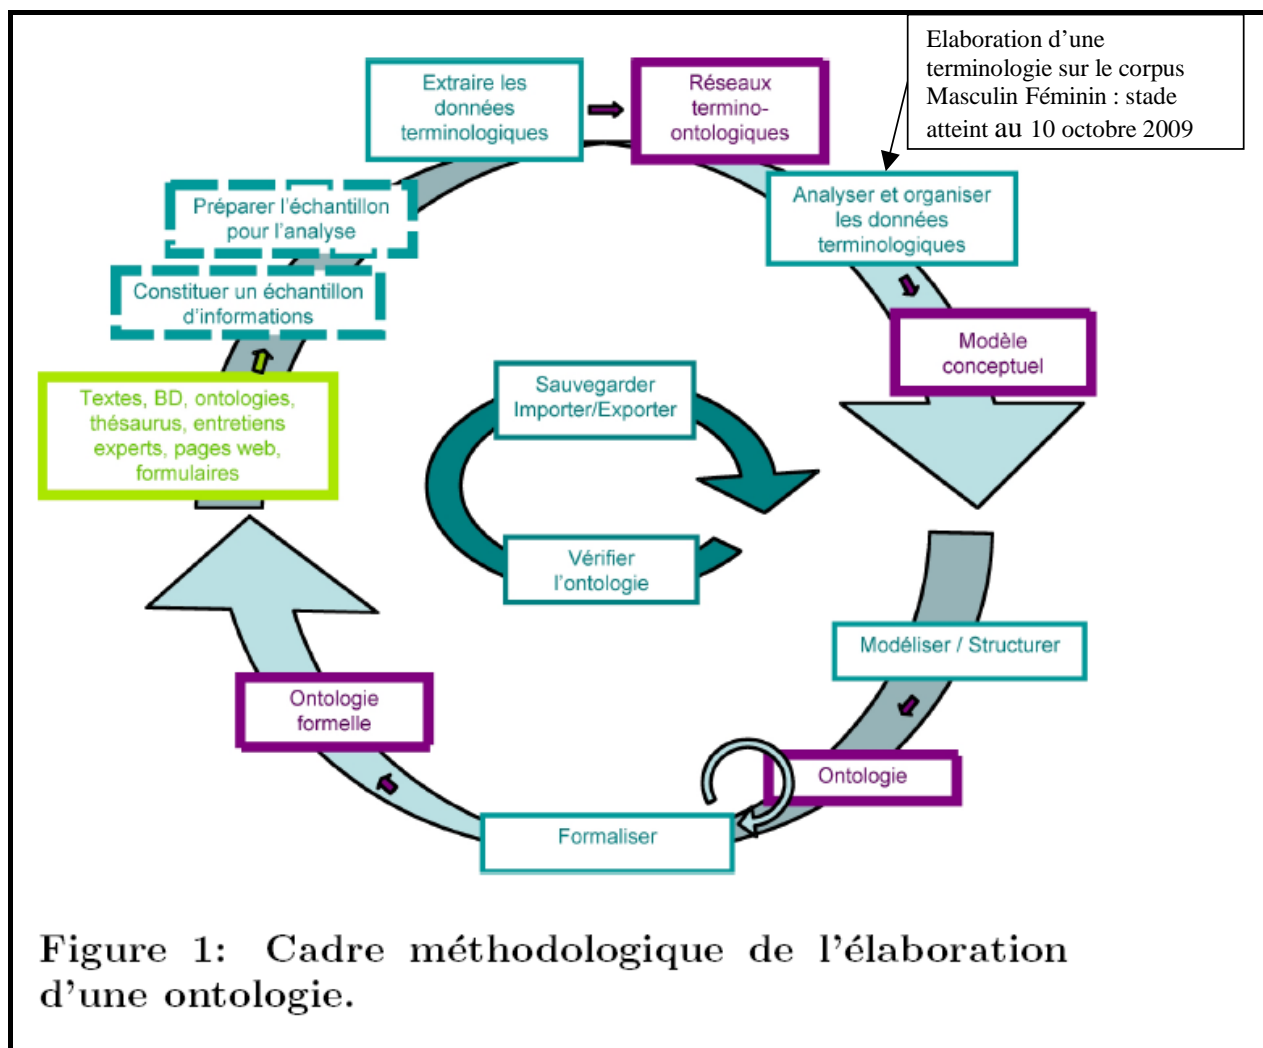 Elaboration d'une
terminologie sur le corpus
Masculin Féminin : stade
atteint au 10 octobre 2009
Extraire les
données
terminologiques
Réseaux
termino-
ontologiques
Analyser et organiser
les données
terminologiques
Préparer l'échantillon
pour l'analyse
Constituer un échantillon
d'informations
Modèle
conceptuel
Textes, BD, ontologies,
thésaurus, entretiens
experts, pages web,
formulaires
Sauvegarder
Importer/Exporter
Vérifier
l'ontologie
Modéliser / Structurer
Ontologie
formelle
Ontologie
Formaliser
Figure 1: Cadre méthodologique de l'élaboration
d'une ontologie.